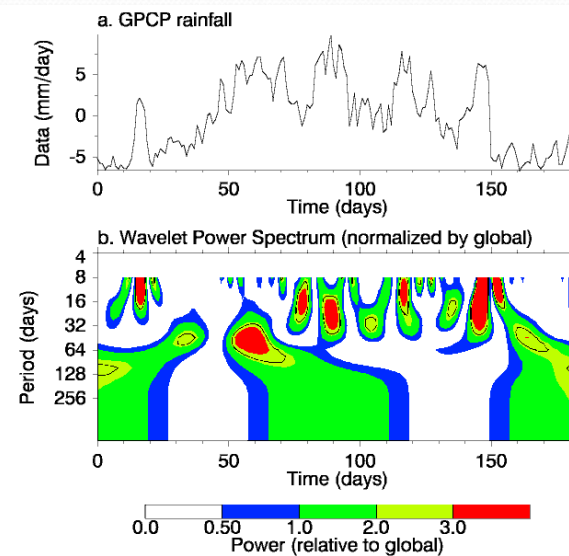 a. GPCP rainfall
5
0
-5
Data (mm/day)
0 50 100 150
Time (days)
b. Wavelet Power Spectrum (normalized by global)
4
8
16
32
64
128
256
Period (days)
0 50 100 150
Time (days)
0.0 0.50 1.0 2.0 3.0
Power (relative to global)